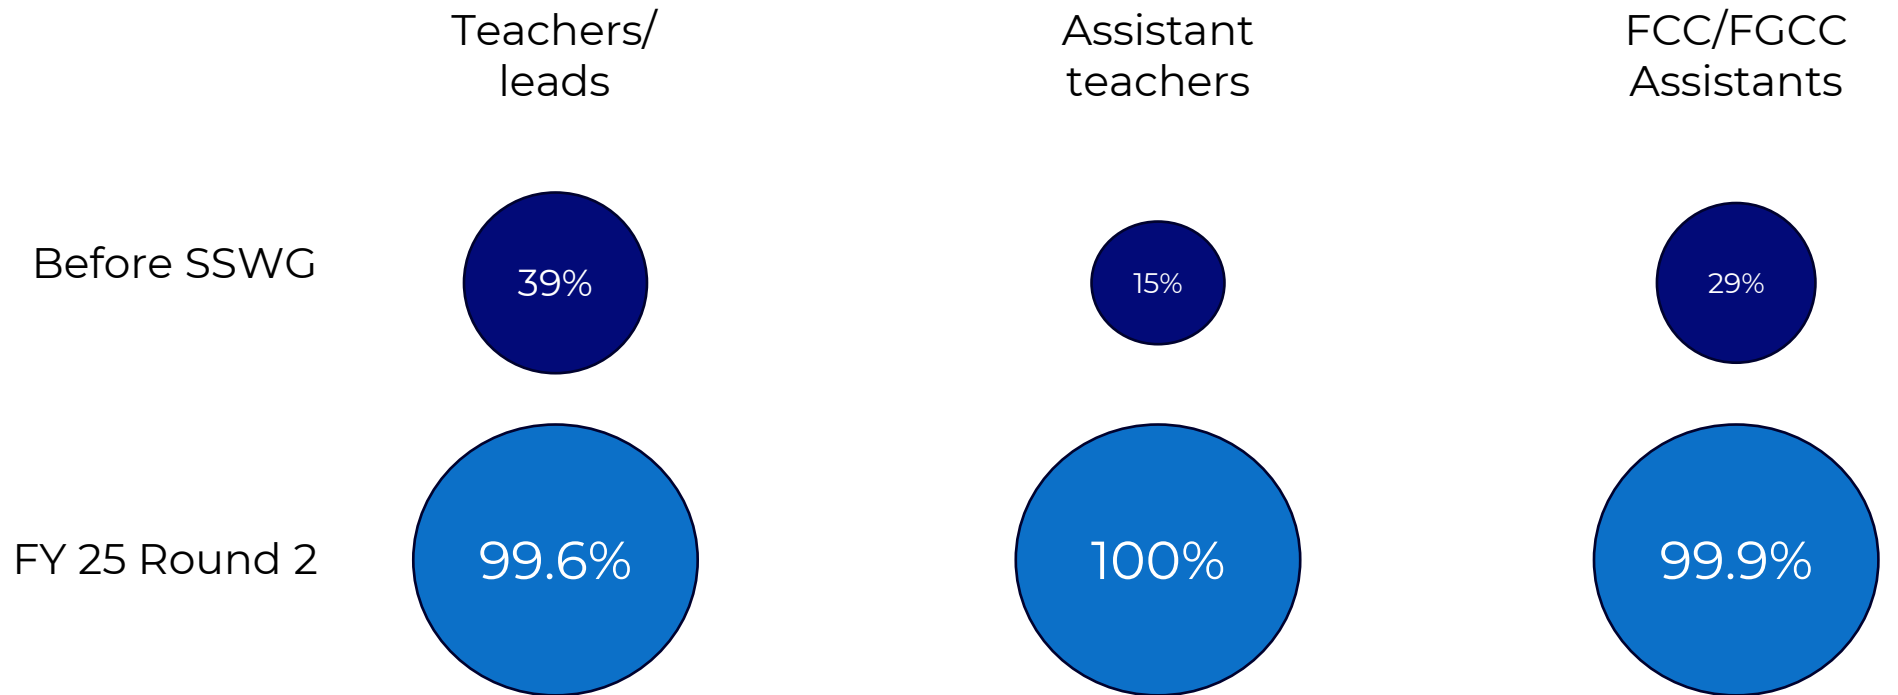 Teachers/
leads
Assistant
teachers
FCC/FGCC
Assistants
Before SSWG
39%
15%
29%
FY 25 Round 2
99.6%
100%
99.9%